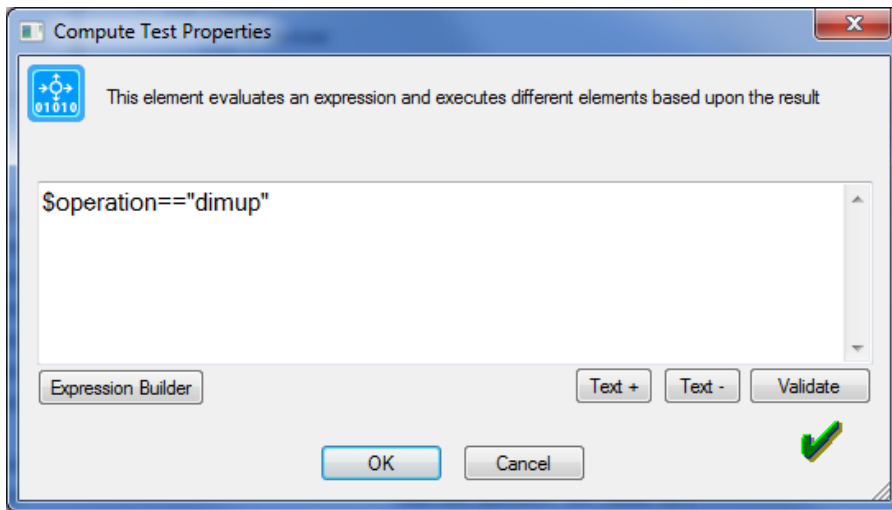 Compute Test Properties
01010
This element evaluates an expression and executes different elements based upon the result
$operation=="dimup"
Expression Builder
Text +
Text -
Validate
OK
Cancel